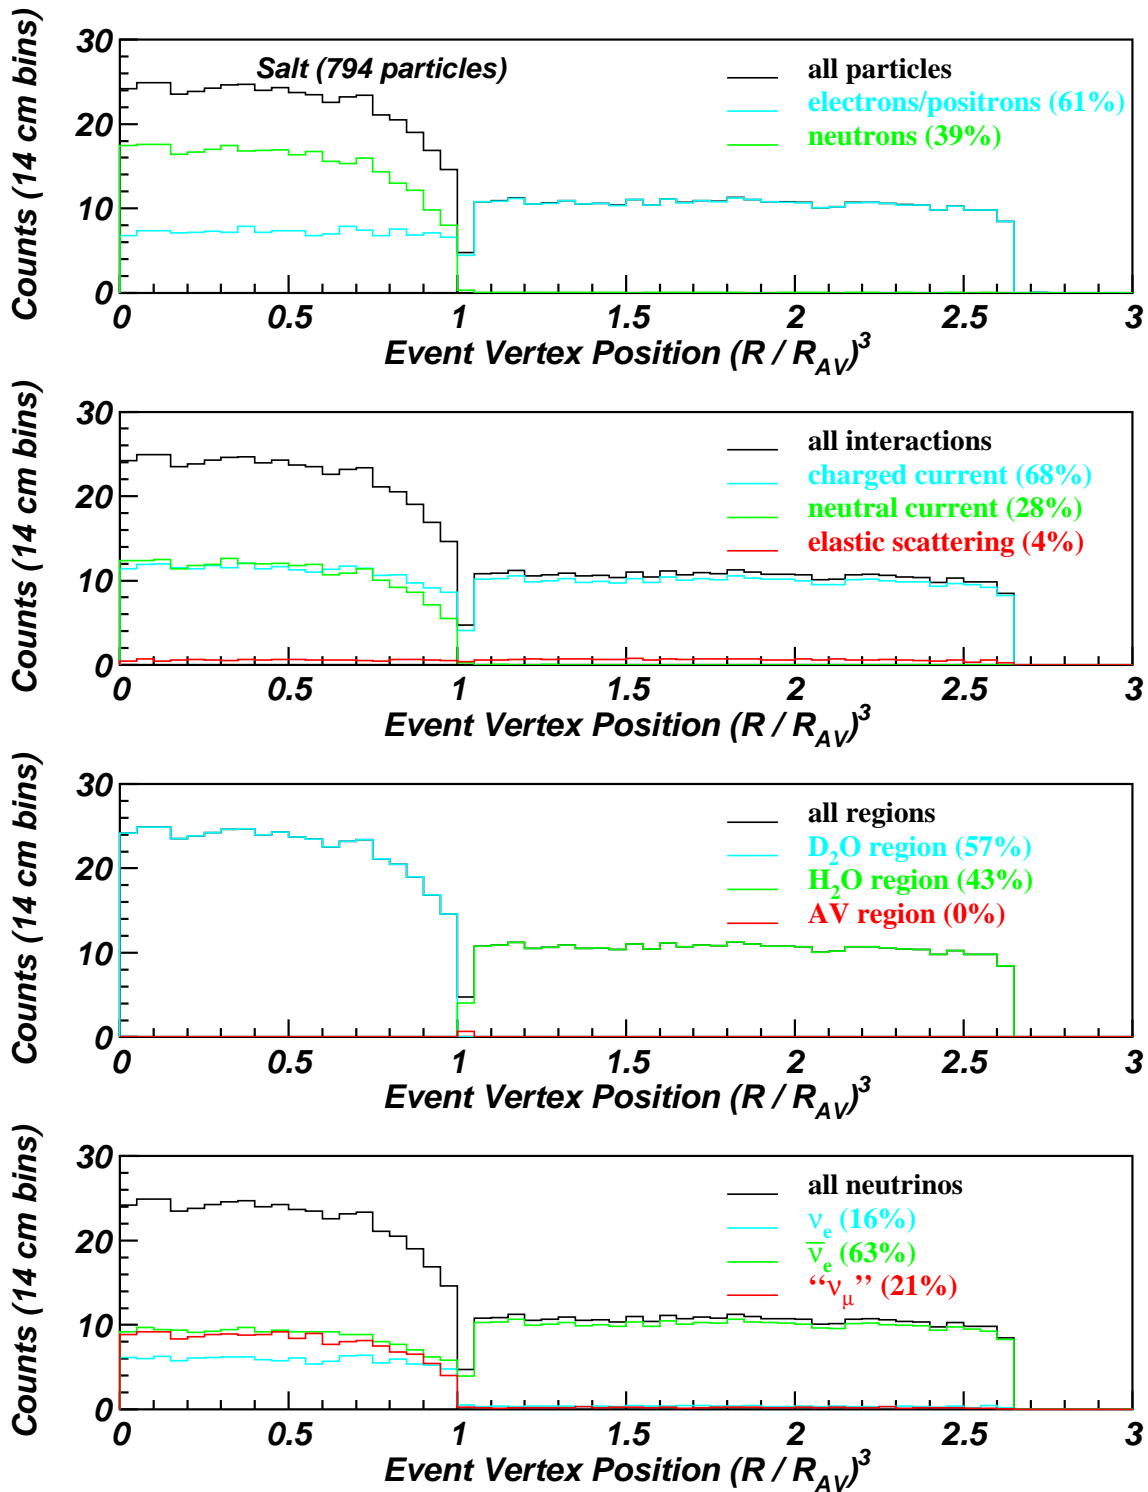 Counts (14 cm bins)
30
20
10
0
Salt (794 particles)
all particles
electrons/positrons (61%)
neutrons (39%)
0 0.5 1 1.5 2 2.5 3
Event Vertex Position (R / R_AV)^3
Counts (14 cm bins)
30
20
10
0
all interactions
charged current (68%)
neutral current (28%)
elastic scattering (4%)
0 0.5 1 1.5 2 2.5 3
Event Vertex Position (R / R_AV)^3
Counts (14 cm bins)
30
20
10
0
all regions
D₂O region (57%)
H₂O region (43%)
AV region (0%)
0 0.5 1 1.5 2 2.5 3
Event Vertex Position (R / R_AV)^3
Counts (14 cm bins)
30
20
10
0
all neutrinos
ν_e (16%)
ν̅_e (63%)
“ν_μ” (21%)
0 0.5 1 1.5 2 2.5 3
Event Vertex Position (R / R_AV)^3